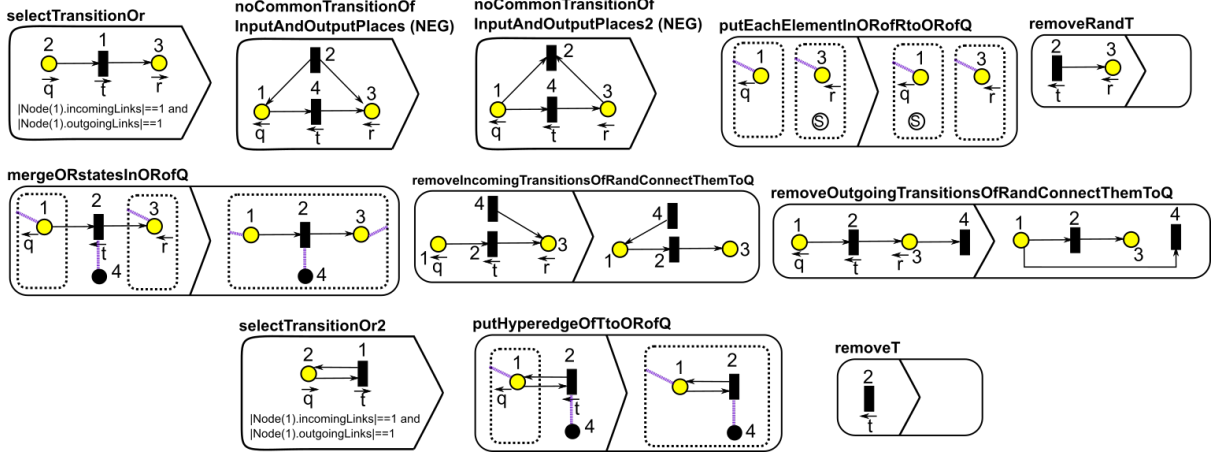 selectTransitionOr
2 1 3
q t r
|Node(1).incomingLinks|==1 and
|Node(1).outgoingLinks|==1
noCommonTransitionOf
InputAndOutputPlaces (NEG)
2
1 4 3
q t r
noCommonTransitionOf
InputAndOutputPlaces2 (NEG)
2
1 4 3
q t r
putEachElementInORofRtoORofQ
1 3 1 3
q r q r
S S
removeRandT
2 3
t r
mergeORstatesInORofQ
1 2 3 1 2 3
q t r
4 4
removeIncomingTransitionsOfRandConnectThemToQ
4 4
1 2 3 1 2 3
q t r
removeOutgoingTransitionsOfRandConnectThemToQ
1 2 4 1 2 4
3 3
q t r
selectTransitionOr2
2 1
q t
|Node(1).incomingLinks|==1 and
|Node(1).outgoingLinks|==1
putHyperedgeOfTtoORofQ
1 2 1 2
q t
4 4
removeT
2
t